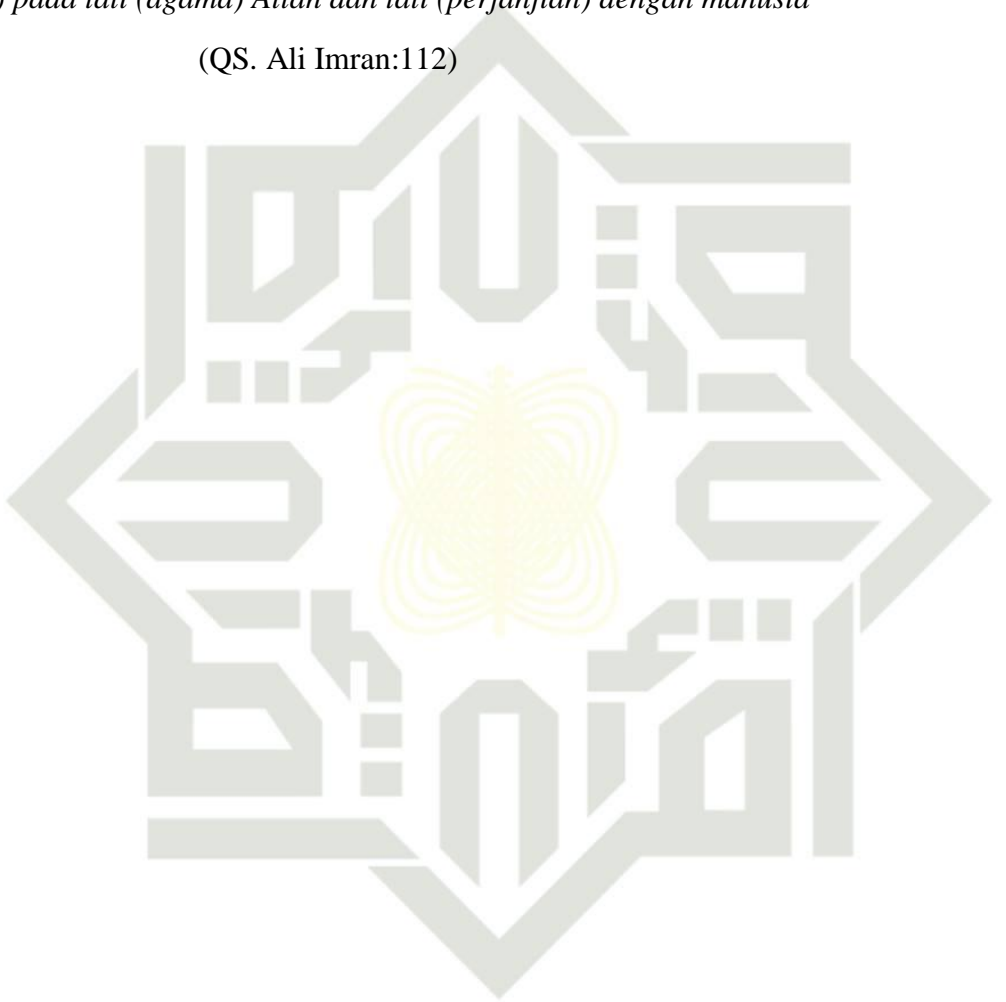 pada tali (agama) Allah dan tali (perjanjian) dengan manusia
(QS. Ali Imran:112)